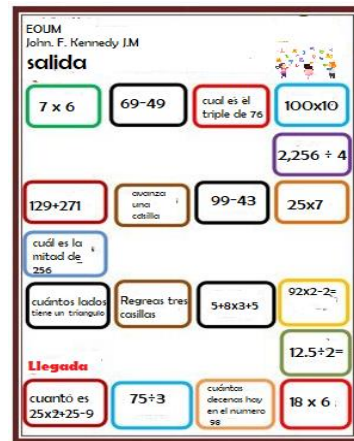 EOUM
John. F. Kennedy J.M
salida
7 x 6
69-49
cual es el
triple de 76
100x10
2,256 ÷ 4
129+271
avanza
una
casilla
99-43
25x7
cuál es la
mitad de
256
cuántos lados
tiene un triangulo
Regreas tres
casillas
5+8x3+5
92x2-2=
12.5÷2=
Llegada
cuanto es
25x2+25-9
75÷3
cuántas
decenas hay
en el numero
98
18 x 6